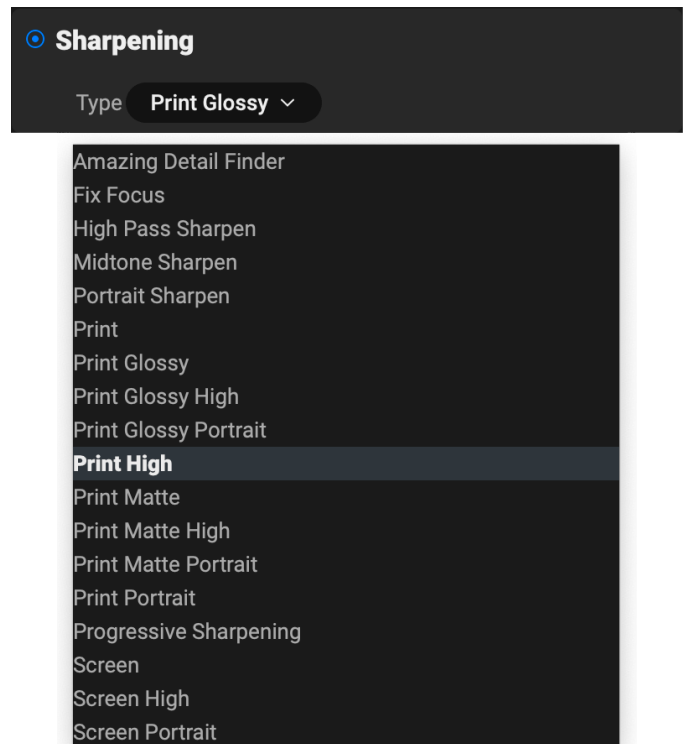 Sharpening
Type Print Glossy
Amazing Detail Finder
Fix Focus
High Pass Sharpen
Midtone Sharpen
Portrait Sharpen
Print
Print Glossy
Print Glossy High
Print Glossy Portrait
Print High
Print Matte
Print Matte High
Print Matte Portrait
Print Portrait
Progressive Sharpening
Screen
Screen High
Screen Portrait